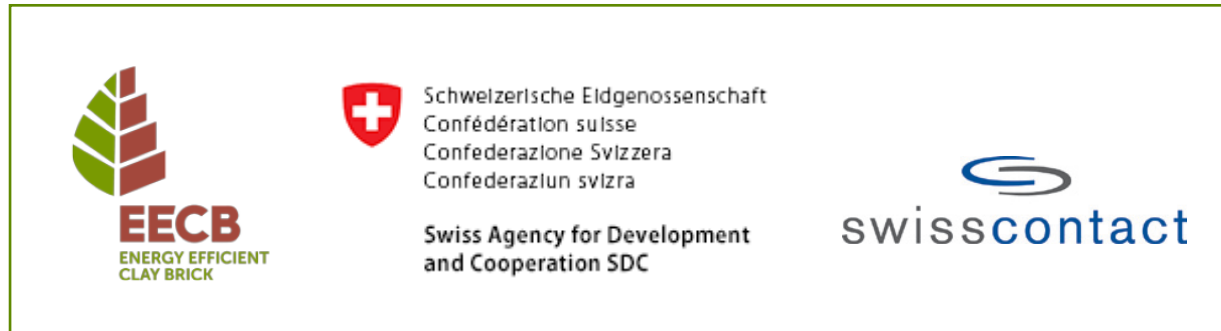 EECB
ENERGY EFFICIENT
CLAY BRICK
Schweizerische Eidgenossenschaft
Confédération suisse
Confederazione Svizzera
Confederaziun svizra
Swiss Agency for Development
and Cooperation SDC
swisscontact